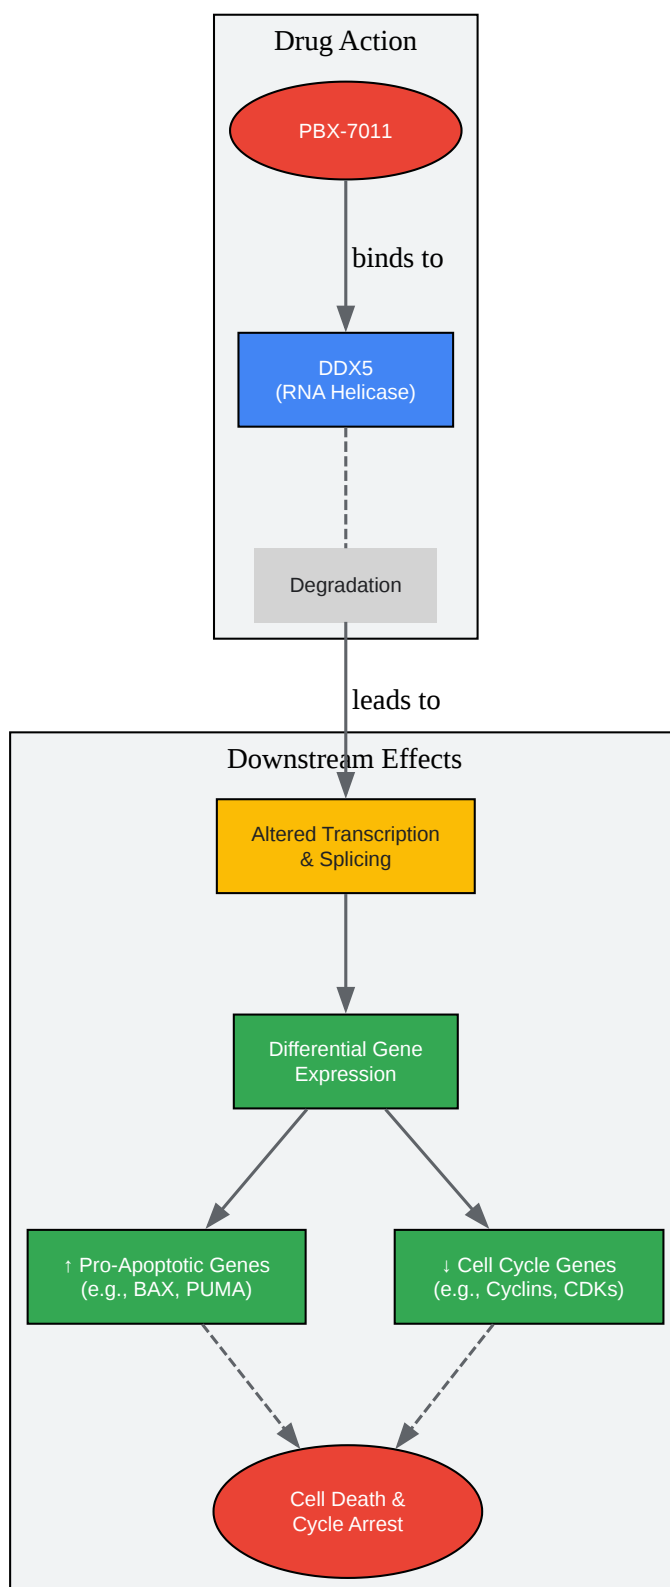 Drug Action
PBX-7011
binds to
DDX5
(RNA Helicase)
Degradation
leads to
Downstream Effects
Altered Transcription
& Splicing
Differential Gene
Expression
↑ Pro-Apoptotic Genes
(e.g., BAX, PUMA)
↓ Cell Cycle Genes
(e.g., Cyclins, CDKs)
Cell Death &
Cycle Arrest